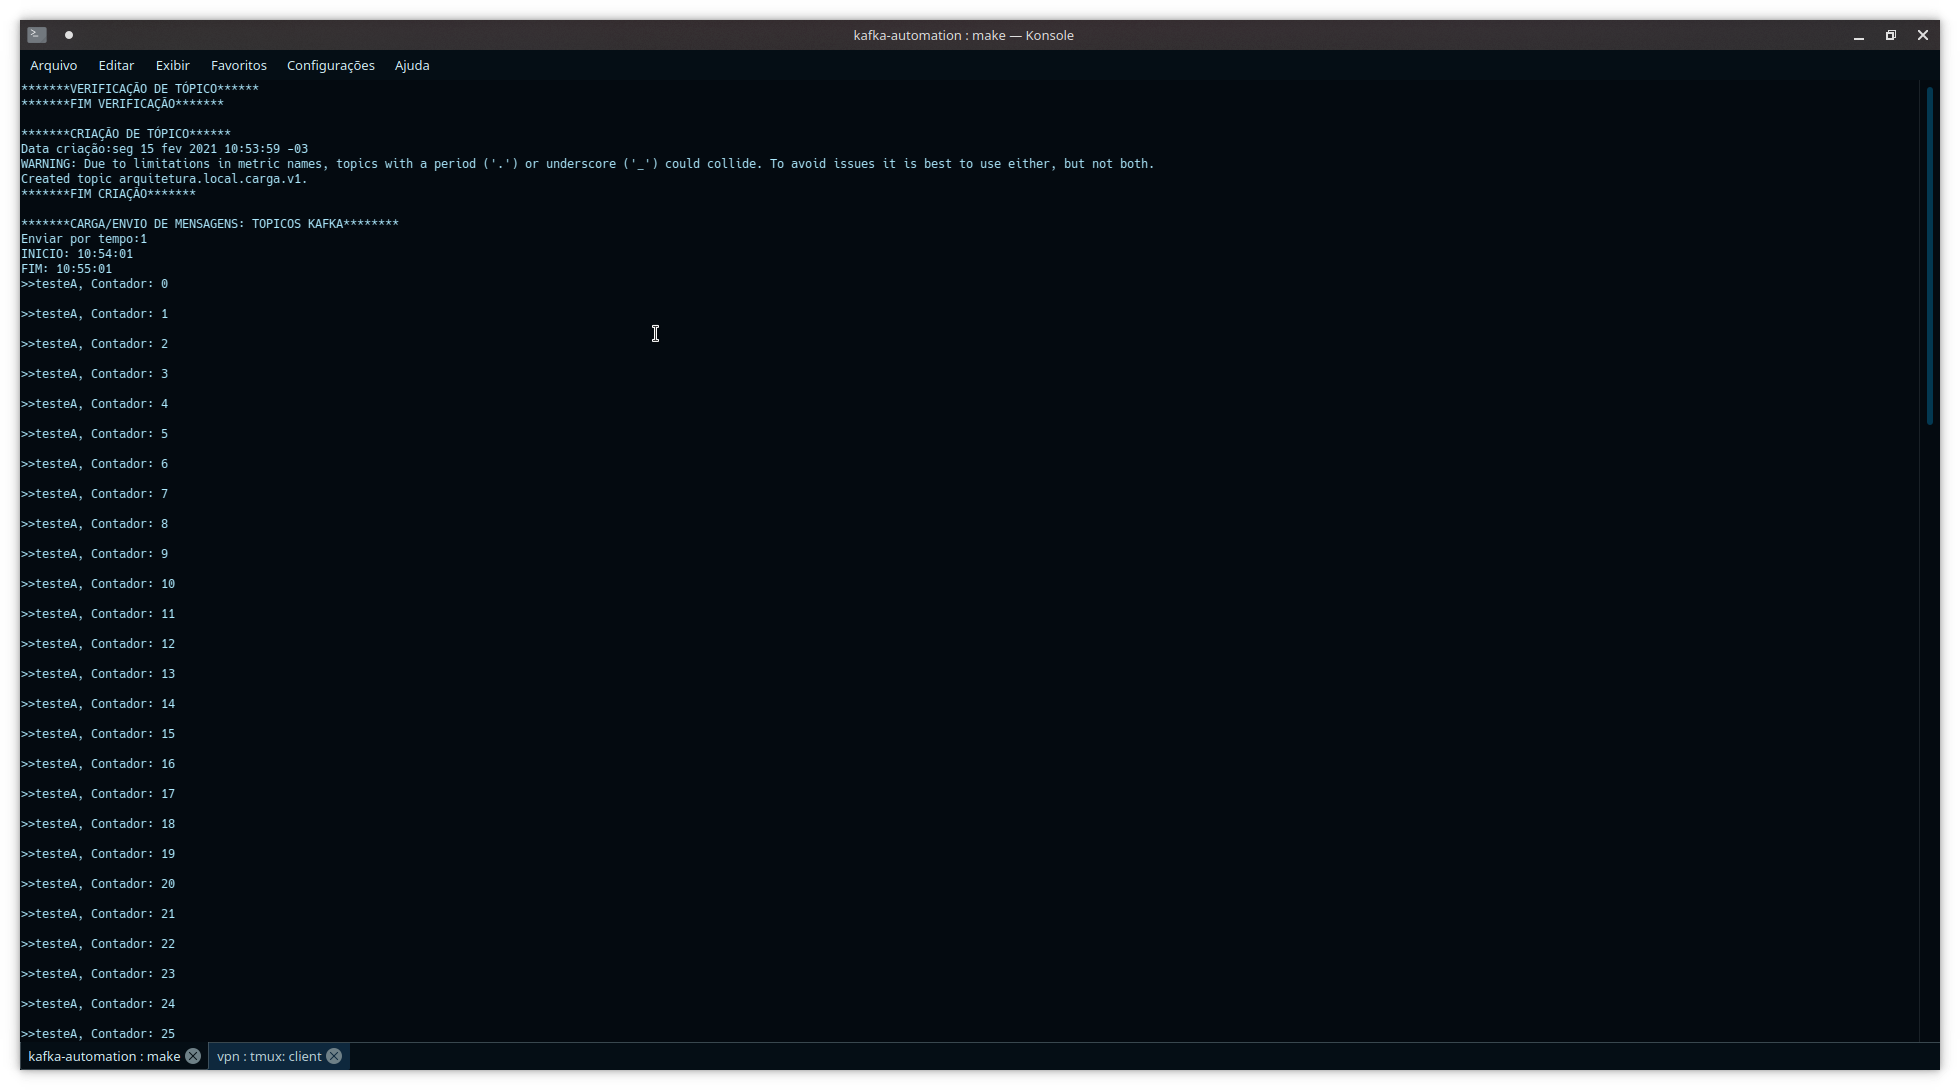 kafka-automation : make — Konsole
Arquivo Editar Exibir Favoritos Configurações Ajuda
*******VERIFICAÇÃO DE TÓPICO******
*******FIM VERIFICAÇÃO*******
*******CRIAÇÃO DE TÓPICO******
Data criação:seg 15 fev 2021 10:53:59 -03
WARNING: Due to limitations in metric names, topics with a period ('.') or underscore ('_') could collide. To avoid issues it is best to use either, but not both.
Created topic arquitetura.local.carga.v1.
*******FIM CRIAÇÃO*******
*******CARGA/ENVIO DE MENSAGENS: TOPICOS KAFKA********
Enviar por tempo:1
INICIO: 10:54:01
FIM: 10:55:01
>>testeA, Contador: 0
>>testeA, Contador: 1
>>testeA, Contador: 2
>>testeA, Contador: 3
>>testeA, Contador: 4
>>testeA, Contador: 5
>>testeA, Contador: 6
>>testeA, Contador: 7
>>testeA, Contador: 8
>>testeA, Contador: 9
>>testeA, Contador: 10
>>testeA, Contador: 11
>>testeA, Contador: 12
>>testeA, Contador: 13
>>testeA, Contador: 14
>>testeA, Contador: 15
>>testeA, Contador: 16
>>testeA, Contador: 17
>>testeA, Contador: 18
>>testeA, Contador: 19
>>testeA, Contador: 20
>>testeA, Contador: 21
>>testeA, Contador: 22
>>testeA, Contador: 23
>>testeA, Contador: 24
>>testeA, Contador: 25
kafka-automation : make vpn : tmux: client